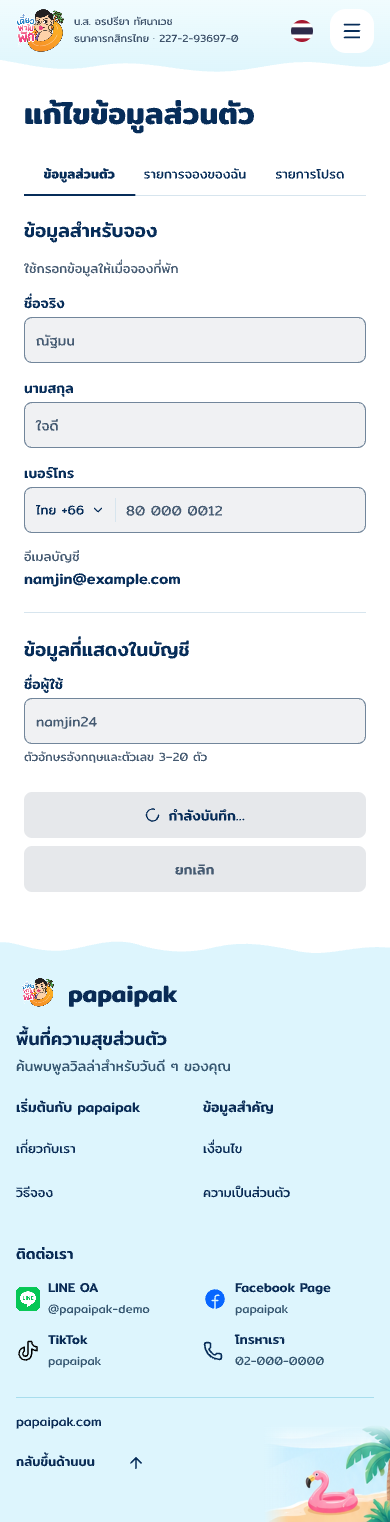 เที่ยว
พาไป
พัก
น.ส. อรปรียา ทัศนาเวช
ธนาคารกสิกรไทย · 227-2-93697-0
แก้ไขข้อมูลส่วนตัว
ข้อมูลส่วนตัว รายการจองของฉัน รายการโปรด
ข้อมูลสำหรับจอง
ใช้กรอกข้อมูลให้เมื่อจองที่พัก
ชื่อจริง
ณัฐมน
นามสกุล
ใจดี
เบอร์โทร
ไทย +66 80 000 0012
อีเมลบัญชี
namjin@example.com
ข้อมูลที่แสดงในบัญชี
ชื่อผู้ใช้
namjin24
ตัวอักษรอังกฤษและตัวเลข 3–20 ตัว
กำลังบันทึก...
ยกเลิก
papaipak
พื้นที่ความสุขส่วนตัว
ค้นพบพูลวิลล่าสำหรับวันดี ๆ ของคุณ
เริ่มต้นกับ papaipak ข้อมูลสำคัญ
เกี่ยวกับเรา เงื่อนไข
วิธีจอง ความเป็นส่วนตัว
ติดต่อเรา
LINE OA Facebook Page
LINE
@papaipak-demo papaipak
TikTok โทรหาเรา
papaipak 02-000-0000
papaipak.com
กลับขึ้นด้านบน